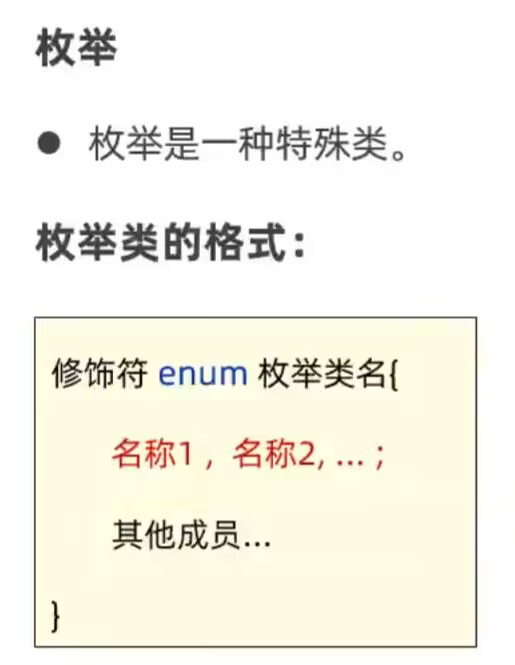 枚举
● 枚举是一种特殊类。
枚举类的格式：
修饰符 enum 枚举类名{
名称1 ，名称2, … ；
其他成员…
}